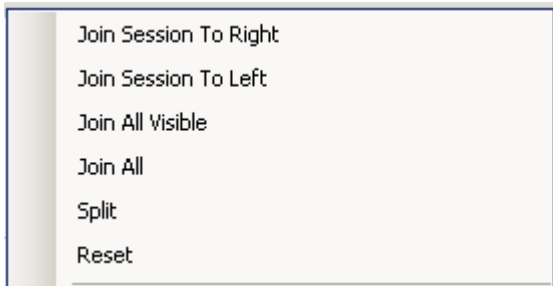 Join Session To Right
Join Session To Left
Join All Visible
Join All
Split
Reset